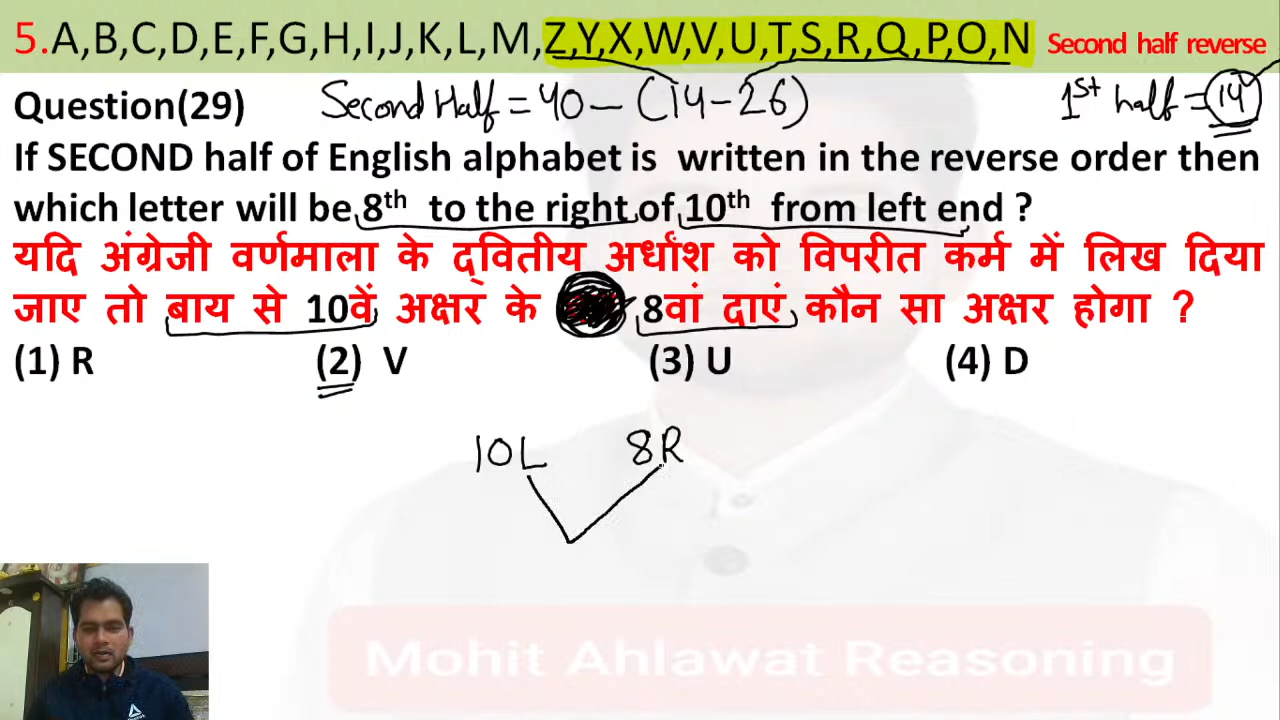 5.A,B,C,D,E,F,G,H,I,J,K,L,M,Z,Y,X,W,V,U,T,S,R,Q,P,O,N Second half reverse
Question(29) Second Half = 40 - (14-26) 1st half = 14
If SECOND half of English alphabet is written in the reverse order then
which letter will be 8th to the right of 10th from left end ?
यदि अंग्रेजी वर्णमाला के द्वितीय अर्धांश को विपरीत कर्म में लिख दिया
जाए तो बाय से 10वें अक्षर के 8वां दाएं कौन सा अक्षर होगा ?
(1) R (2) V (3) U (4) D
10L 8R
Mohit Ahlawat Reasoning